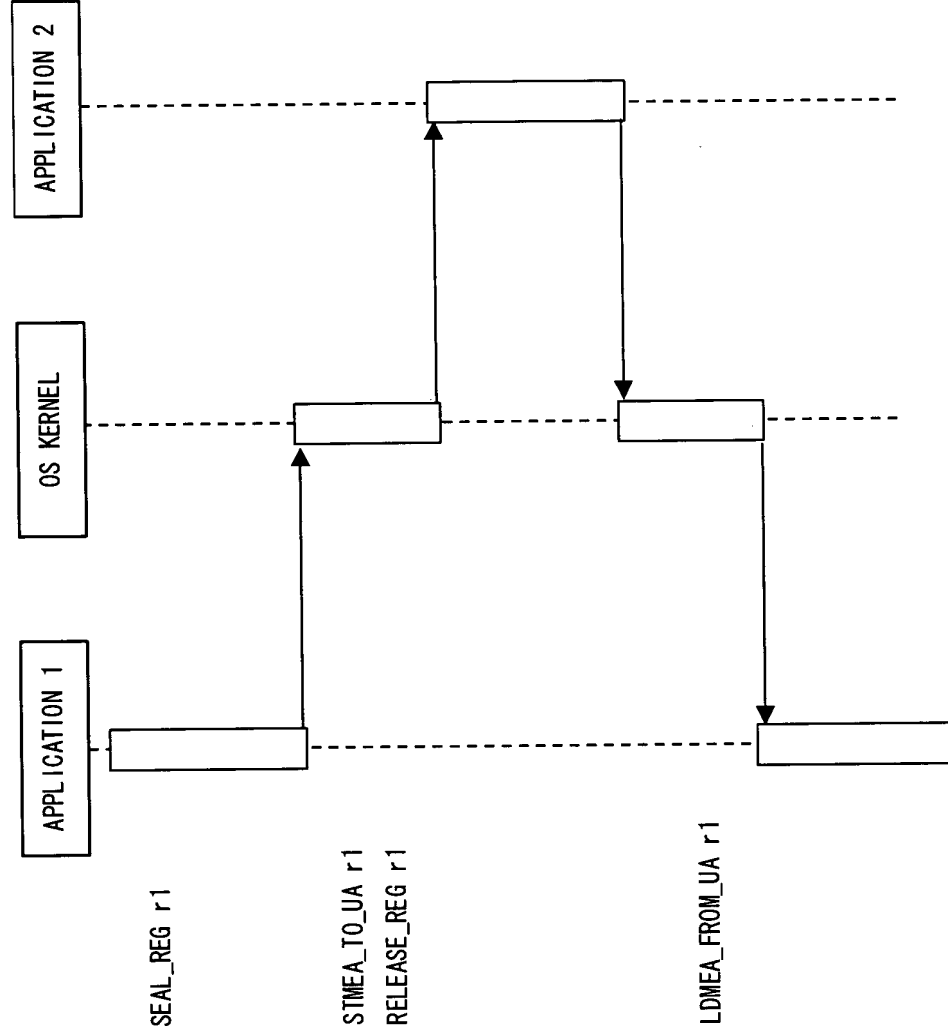 APPLICATION 1
OS KERNEL
APPLICATION 2
SEAL_REG r1
STMEA_TO_UA r1
RELEASE_REG r1
LDMEA_FROM_UA r1